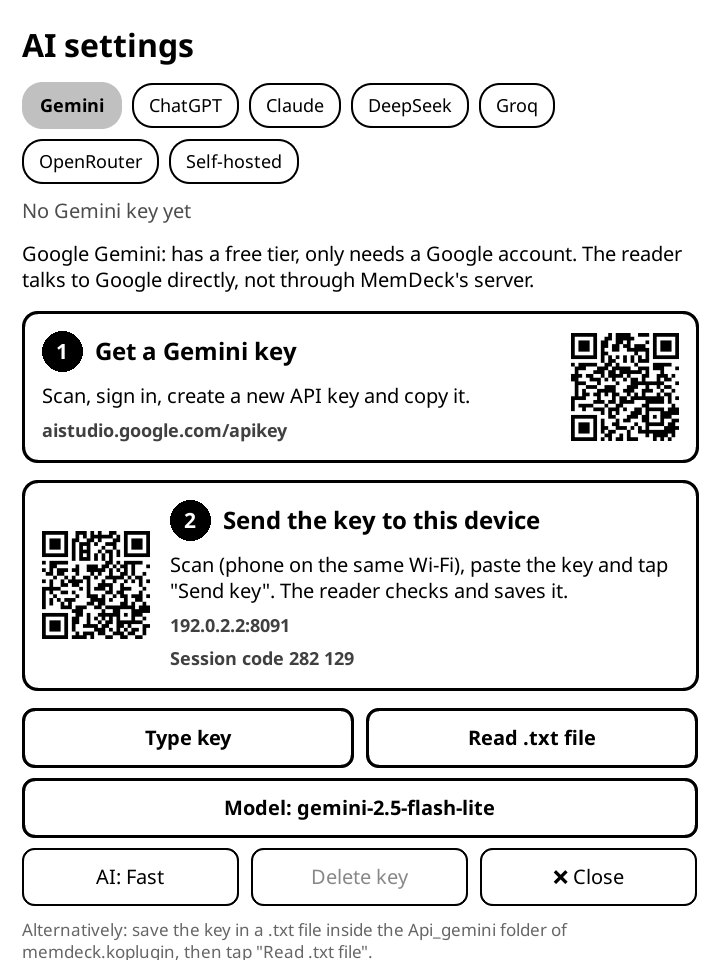 AI settings
Gemini
ChatGPT
Claude
DeepSeek
Groq
OpenRouter
Self-hosted
No Gemini key yet
Google Gemini: has a free tier, only needs a Google account. The reader
talks to Google directly, not through MemDeck's server.
1 Get a Gemini key
Scan, sign in, create a new API key and copy it.
aistudio.google.com/apikey
2 Send the key to this device
Scan (phone on the same Wi-Fi), paste the key and tap
"Send key". The reader checks and saves it.
192.0.2.2:8091
Session code 282 129
Type key
Read .txt file
Model: gemini-2.5-flash-lite
AI: Fast
Delete key
✕ Close
Alternatively: save the key in a .txt file inside the Api_gemini folder of
memdeck.koplugin, then tap "Read .txt file".